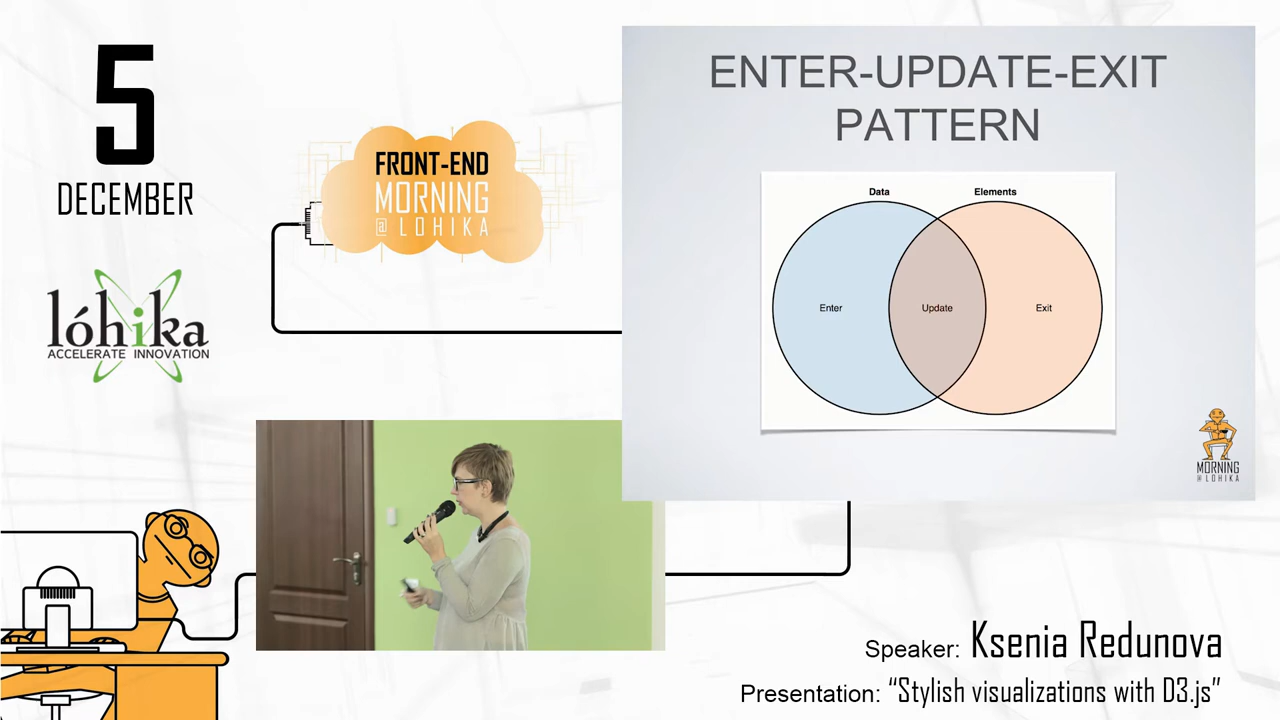 5
DECEMBER
lóhika
ACCELERATE INNOVATION
FRONT-END
MORNING
@ LOHIKA
ENTER-UPDATE-EXIT
PATTERN
Data
Elements
Enter
Update
Exit
MORNING
@ LOHIKA
Speaker: Ksenia Redunova
Presentation: “Stylish visualizations with D3.js”